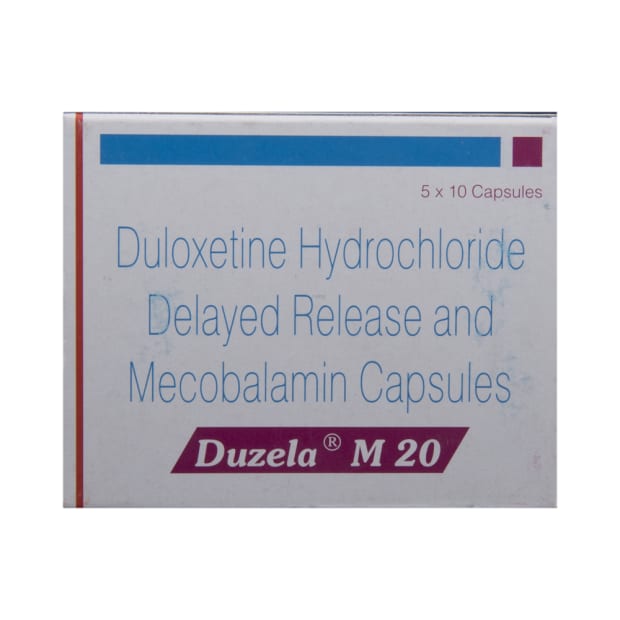 5 x 10 Capsules
Duloxetine Hydrochloride
Delayed Release and
Mecobalamin Capsules
Duzela® M 20